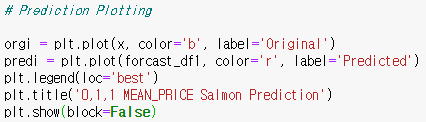 # Prediction Plotting
orgi = plt.plot(x, color='b', label='Original')
predi = plt.plot(forcast_df1, color='r', label='Predicted')
plt.legend(loc='best')
plt.title('0,1,1 MEAN_PRICE Salmon Prediction')
plt.show(block=False)